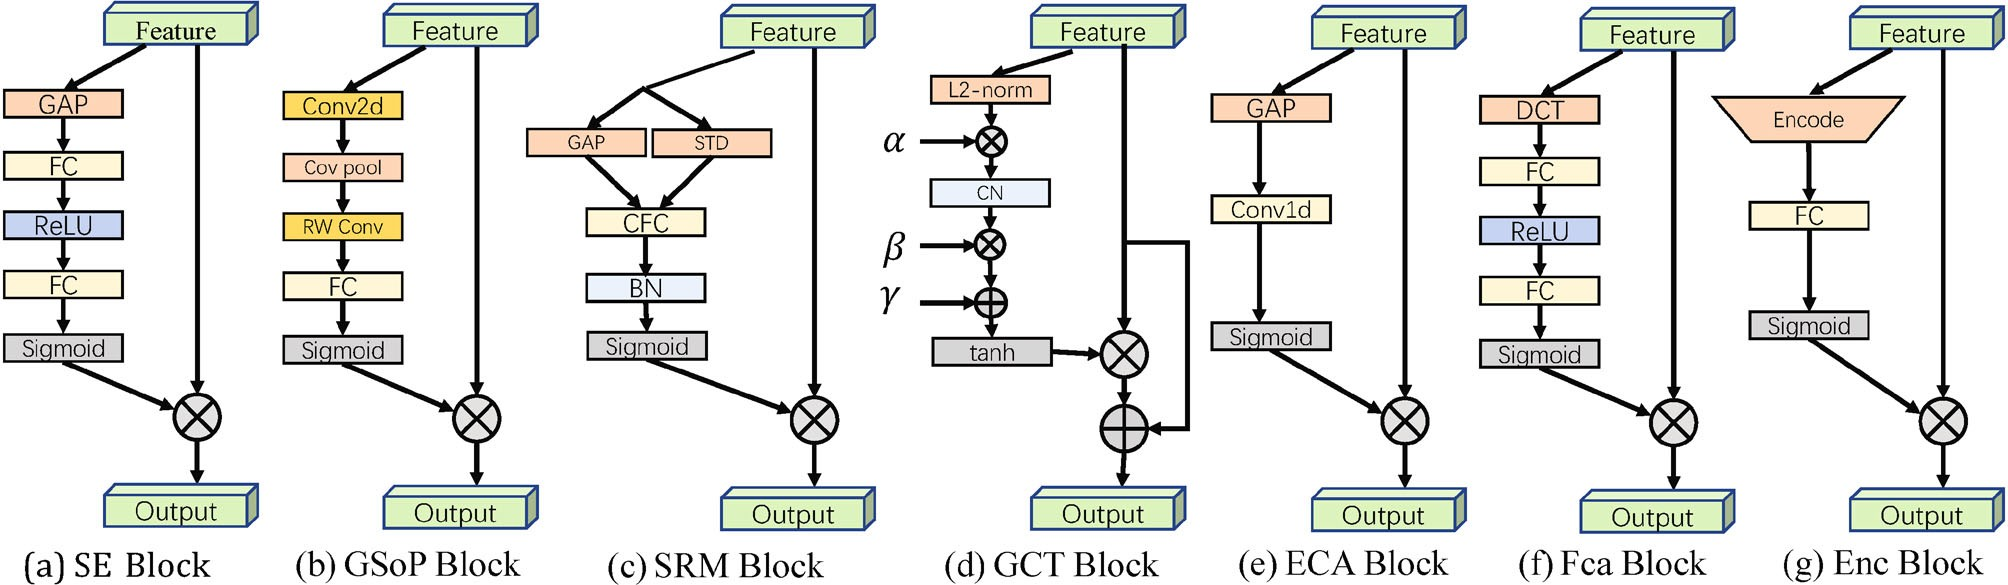 Feature
GAP
FC
ReLU
FC
Sigmoid
Output
(a) SE Block
Feature
Conv2d
Cov pool
RW Conv
FC
Sigmoid
Output
(b) GSoP Block
Feature
GAP
STD
CFC
BN
Sigmoid
Output
(c) SRM Block
Feature
L2-norm
α
CN
β
γ
tanh
Output
(d) GCT Block
Feature
GAP
Conv1d
Sigmoid
Output
(e) ECA Block
Feature
DCT
FC
ReLU
FC
Sigmoid
Output
(f) Fca Block
Feature
Encode
FC
Sigmoid
Output
(g) Enc Block